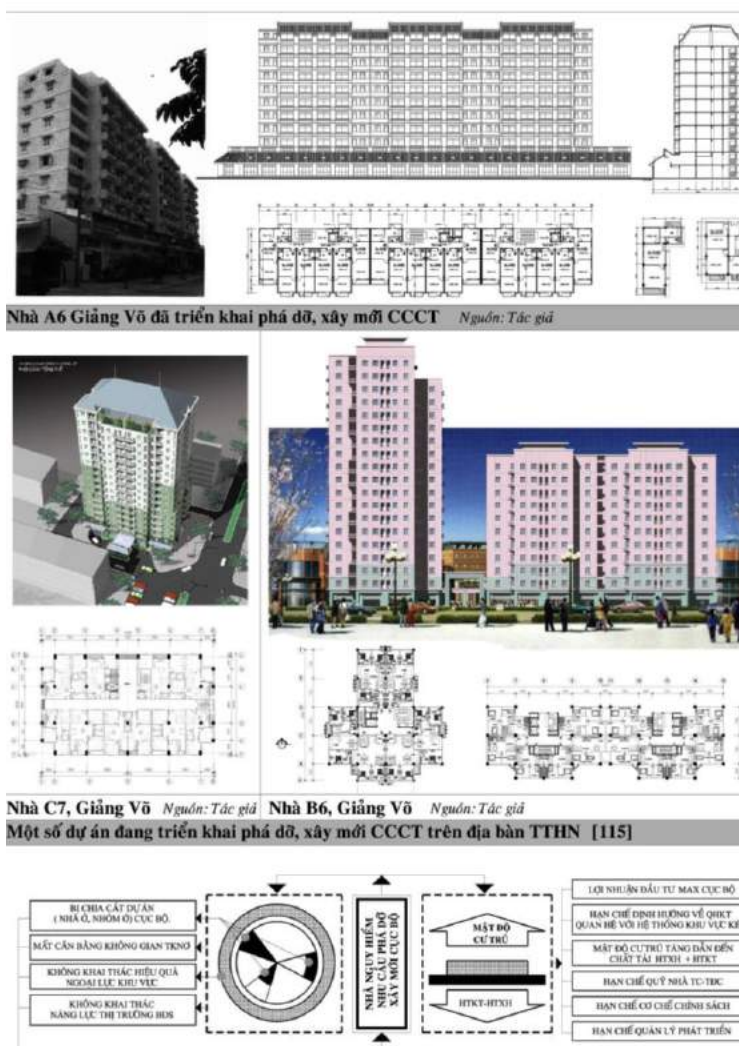 Nhà A6 Giảng Võ đã triển khai phá dỡ, xây mới CCCT Nguồn: Tác giả
Nhà C7, Giảng Võ Nguồn: Tác giả
Nhà B6, Giảng Võ Nguồn: Tác giả
Một số dự án đang triển khai phá dỡ, xây mới CCCT trên địa bàn TTHN [115]
BỊ CHIA CẮT DỰ ÁN
( NHÀ Ở, NHÓM Ở) CỤC BỘ.
MẤT CÂN BẰNG KHÔNG GIAN TKNƠ
KHÔNG KHAI THÁC HIỆU QUẢ
NGOẠI LỰC KHU VỰC
KHÔNG KHAI THÁC
NĂNG LỰC THỊ TRƯỜNG BĐS
NHÀ NGUY HIỂM
NHU CẦU PHÁ DỠ
XÂY MỚI CỤC BỘ
MẬT ĐỘ
CƯ TRÚ
HTKT-HTXH
LỢI NHUẬN ĐẦU TƯ MAX CỤC BỘ
HẠN CHẾ ĐỊNH HƯỚNG VỀ QHKT
QUAN HỆ VỚI HỆ THỐNG KHU VỰC KẾ
MẬT ĐỘ CƯ TRÚ TĂNG DẪN ĐẾN
CHẤT TẢI HTXH + HTKT
HẠN CHẾ QUỸ NHÀ TC-TĐC
HẠN CHẾ CƠ CHẾ CHÍNH SÁCH
HẠN CHẾ QUẢN LÝ PHÁT TRIỂN